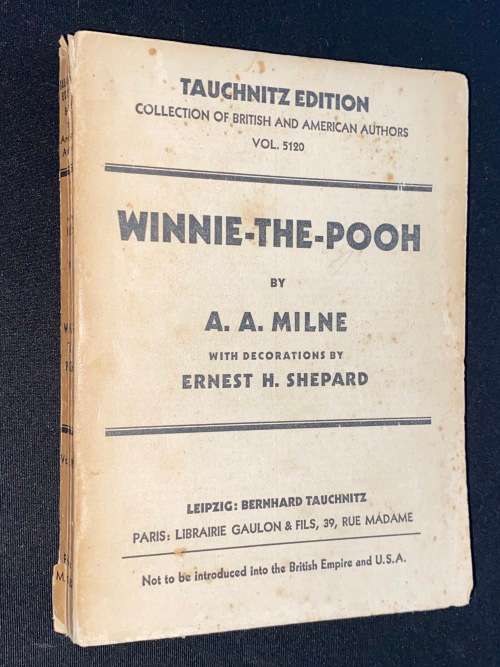 TAUCHNITZ EDITION
COLLECTION OF BRITISH AND AMERICAN AUTHORS
VOL. 5120
WINNIE-THE-POOH
BY
A. A. MILNE
WITH DECORATIONS BY
ERNEST H. SHEPARD
LEIPZIG: BERNHARD TAUCHNITZ
PARIS: LIBRAIRIE GAULON & FILS, 39, RUE MADAME
Not to be introduced into the British Empire and U.S.A.